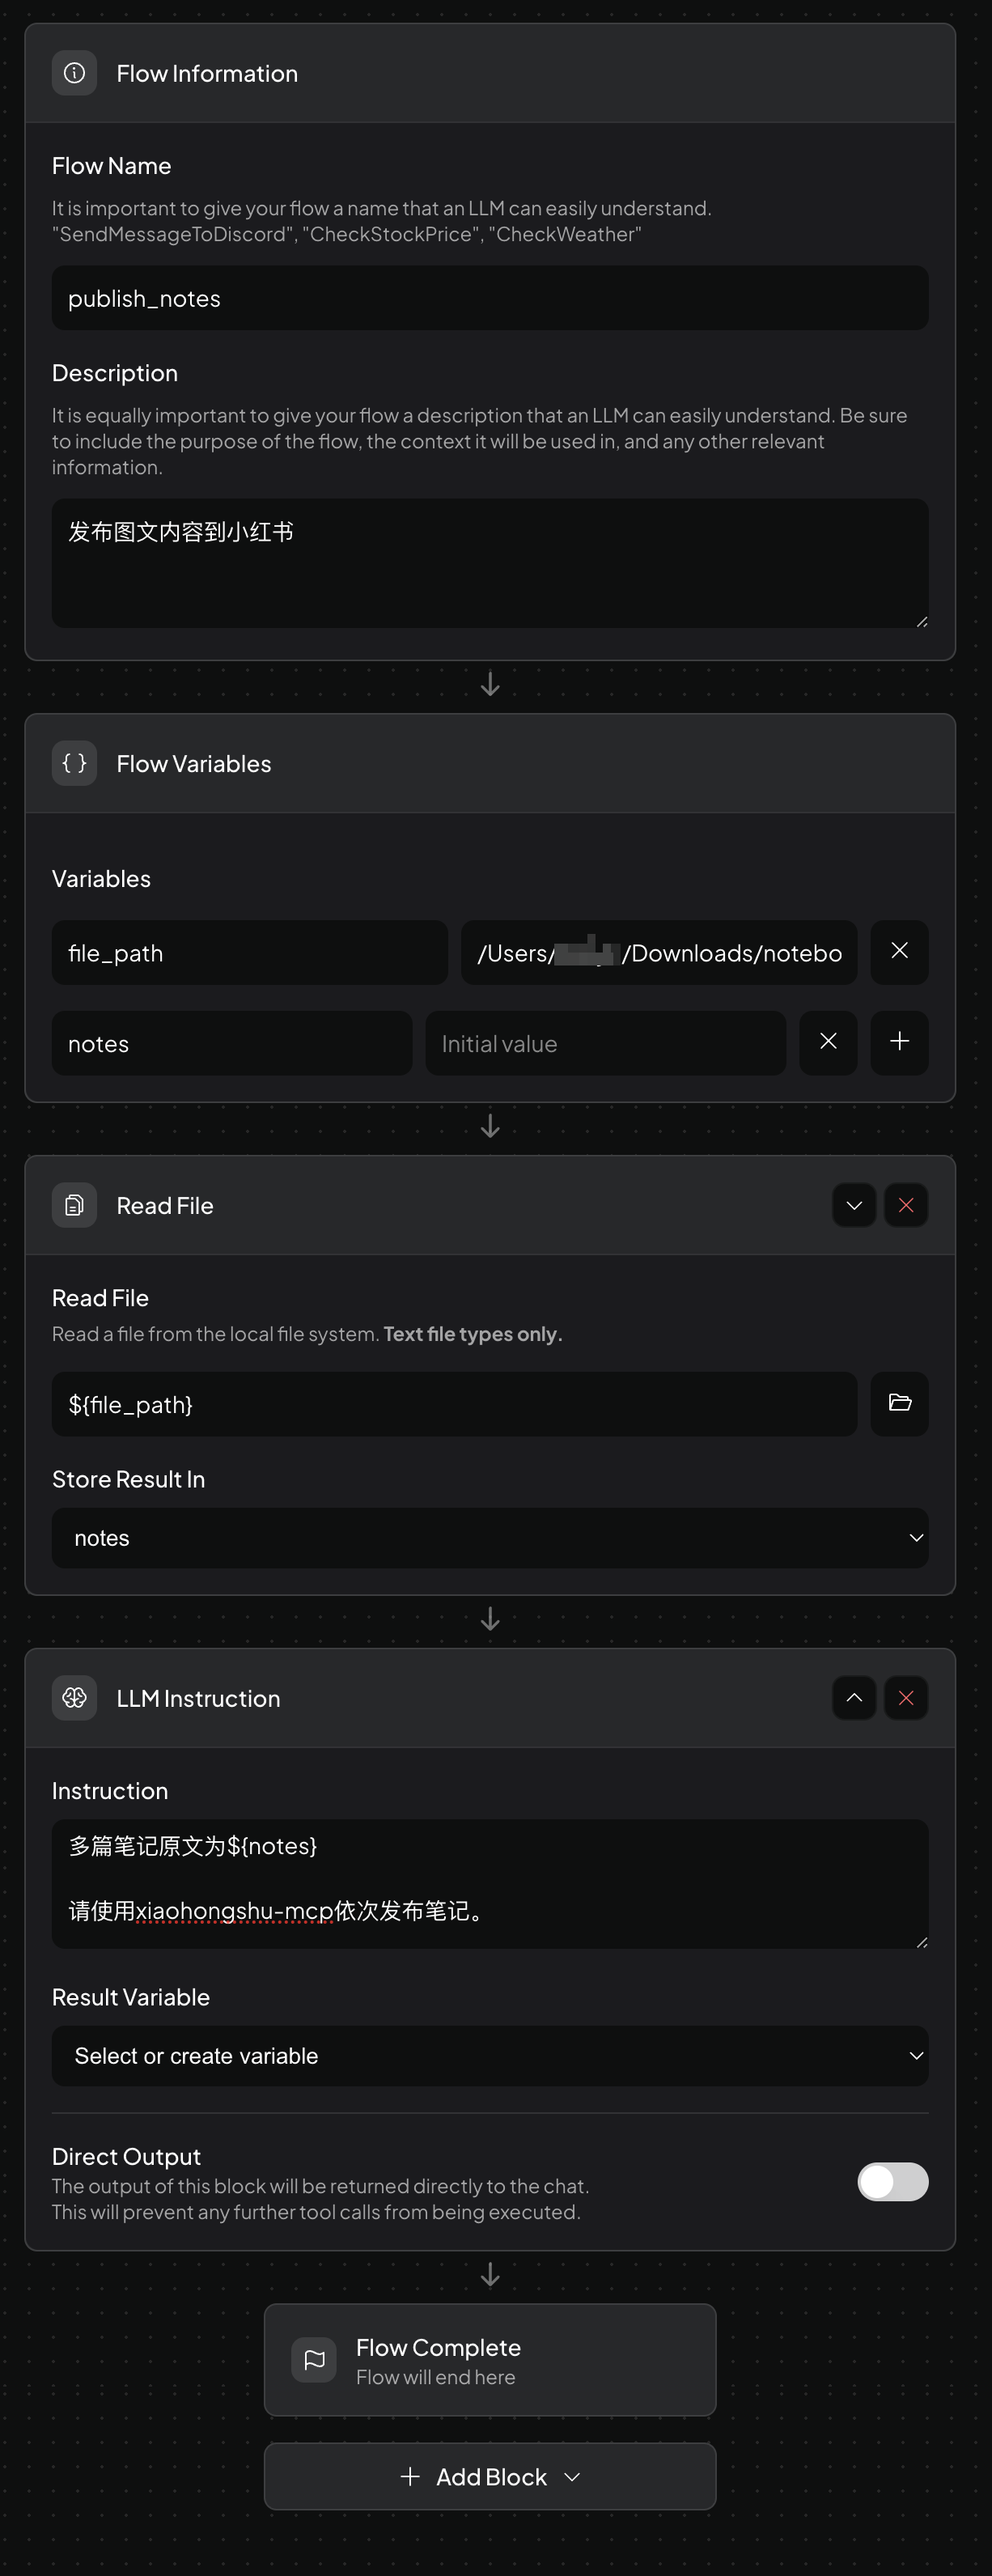 Flow Information
Flow Name
It is important to give your flow a name that an LLM can easily understand.
"SendMessageToDiscord", "CheckStockPrice", "CheckWeather"
publish_notes
Description
It is equally important to give your flow a description that an LLM can easily understand. Be sure
to include the purpose of the flow, the context it will be used in, and any other relevant
information.
发布图文内容到小红书
Flow Variables
Variables
file_path
/Users/ /Downloads/notebo
notes
Initial value
Read File
Read File
Read a file from the local file system. Text file types only.
${file_path}
Store Result In
notes
LLM Instruction
Instruction
多篇笔记原文为${notes}
请使用xiaohongshu-mcp依次发布笔记。
Result Variable
Select or create variable
Direct Output
The output of this block will be returned directly to the chat.
This will prevent any further tool calls from being executed.
Flow Complete
Flow will end here
Add Block